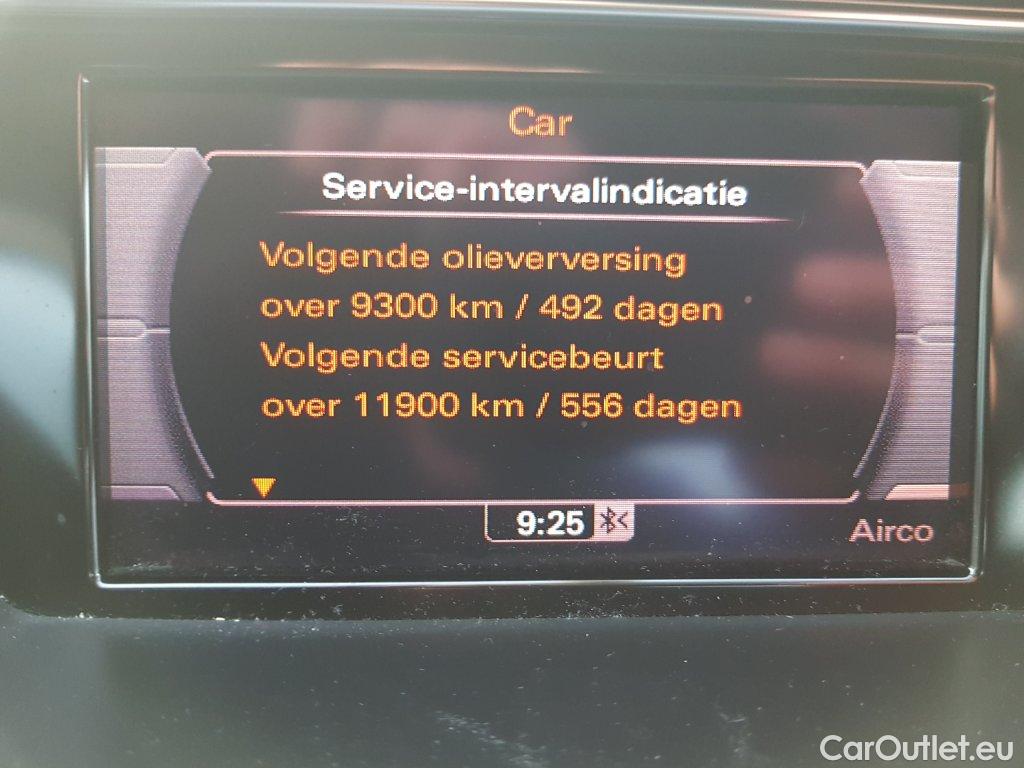 Car
Service-intervalindicatie
Volgende olieverversing
over 9300 km / 492 dagen
Volgende servicebeurt
over 11900 km / 556 dagen
9:25
Airco
CarOutlet.eu